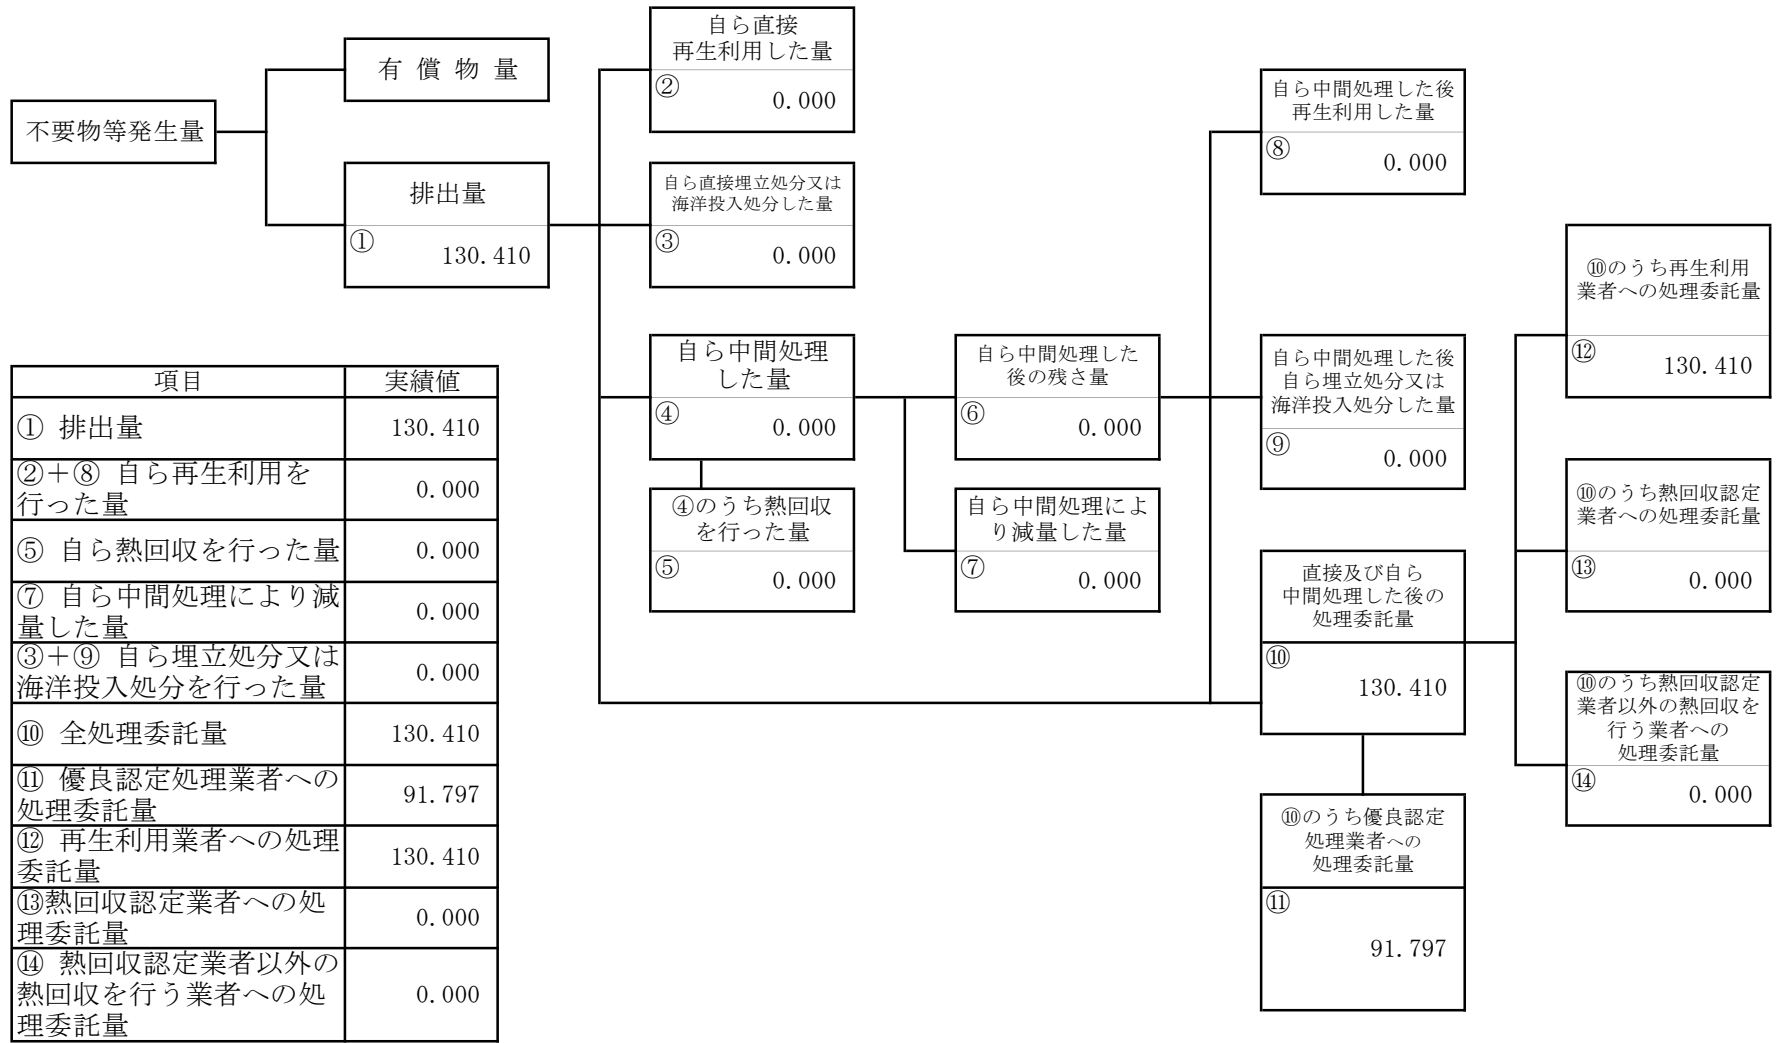 不要物等発生量
有 償 物 量
排出量
①
130.410
自ら直接
再生利用した量
②
0.000
自ら直接埋立処分又は
海洋投入処分した量
③
0.000
自ら中間処理
した量
④
0.000
④のうち熱回収
を行った量
⑤
0.000
自ら中間処理した
後の残さ量
⑥
0.000
自ら中間処理によ
り減量した量
⑦
0.000
自ら中間処理した後
再生利用した量
⑧
0.000
自ら中間処理した後
自ら埋立処分又は
海洋投入処分した量
⑨
0.000
直接及び自ら
中間処理した後の
処理委託量
⑩
130.410
⑩のうち優良認定
処理業者への
処理委託量
⑪
91.797
⑩のうち再生利用
業者への処理委託量
⑫
130.410
⑩のうち熱回収認定
業者への処理委託量
⑬
0.000
⑩のうち熱回収認定
業者以外の熱回収を
行う業者への
処理委託量
⑭
0.000
項目 実績値
① 排出量 130.410
②+⑧ 自ら再生利用を
行った量 0.000
⑤ 自ら熱回収を行った量 0.000
⑦ 自ら中間処理により減
量した量 0.000
③+⑨ 自ら埋立処分又は
海洋投入処分を行った量 0.000
⑩ 全処理委託量 130.410
⑪ 優良認定処理業者への
処理委託量 91.797
⑫ 再生利用業者への処理
委託量 130.410
⑬熱回収認定業者への処
理委託量 0.000
⑭ 熱回収認定業者以外の
熱回収を行う業者への処
理委託量 0.000